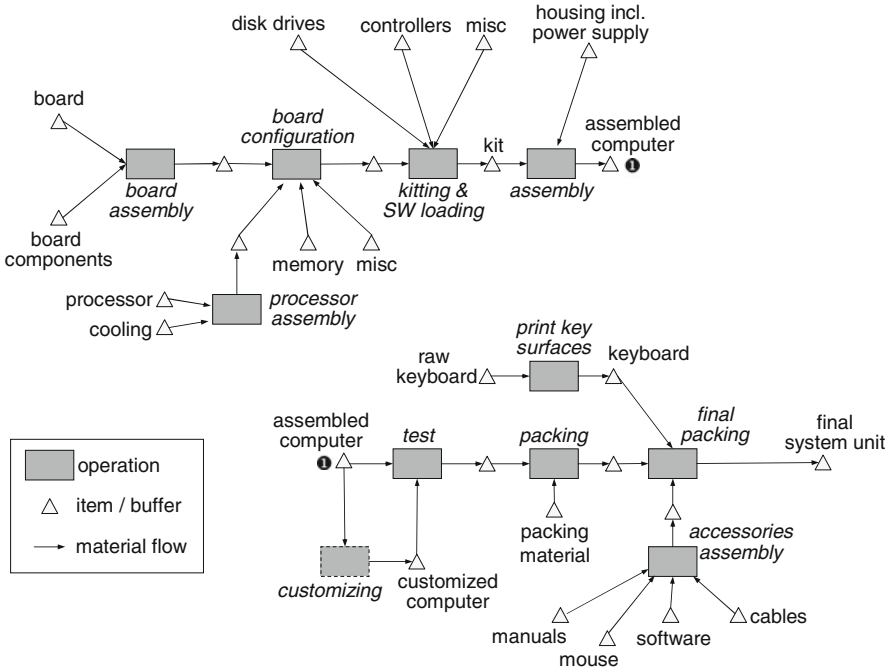 housing incl.
power supply
disk drives
controllers
misc
board
board
configuration
assembled
computer
kit
❶
board
assembly
kitting &
SW loading
assembly
board
components
memory
misc
processor
cooling
processor
assembly
print key
surfaces
raw
keyboard
keyboard
assembled
computer
❶
test
packing
final
packing
final
system unit
operation
item / buffer
material flow
packing
material
accessories
assembly
customizing
customized
computer
manuals
mouse
software
cables